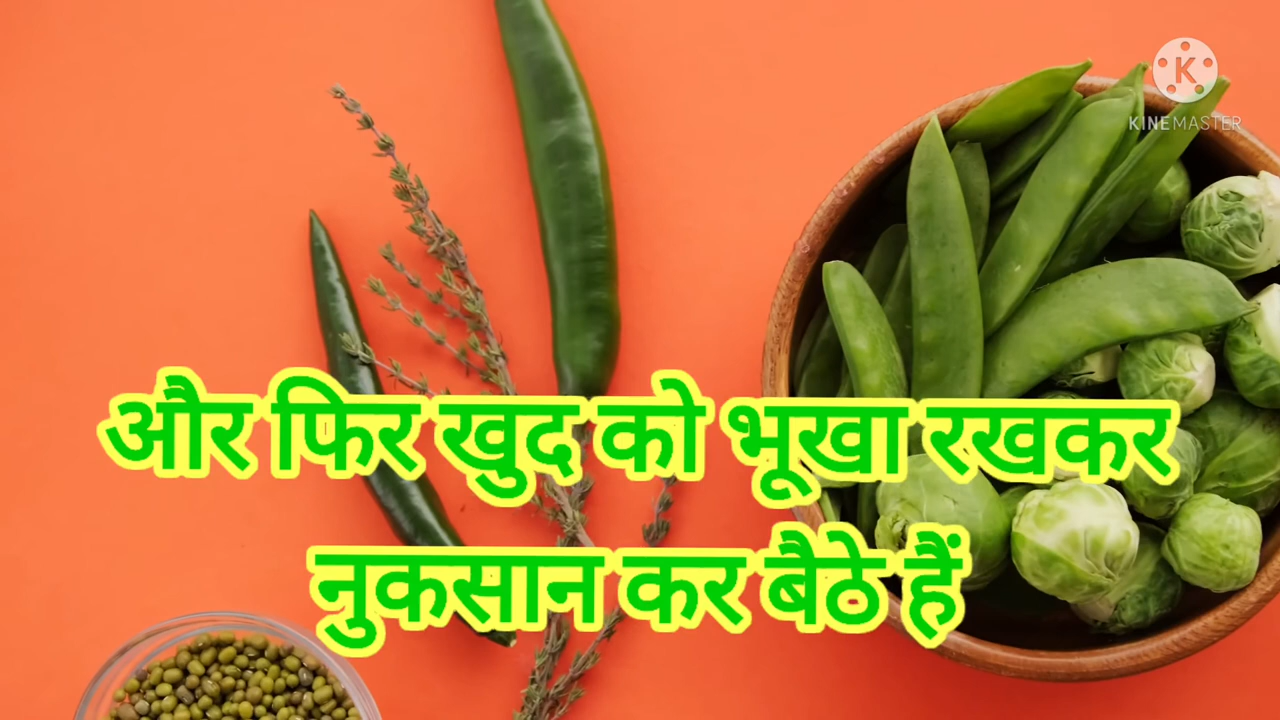 KINEMASTER
और फिर खुद को भूखा रखकर
नुकसान कर बैठे हैं